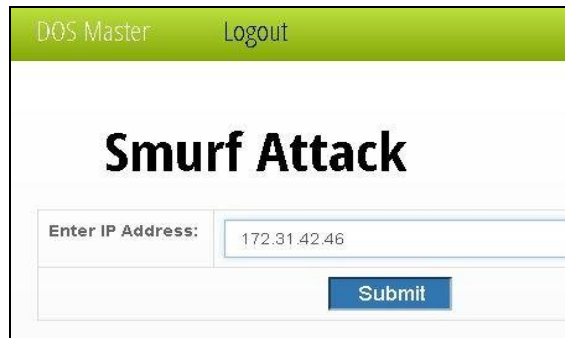 DOS Master Logout
Smurf Attack
Enter IP Address: 172.31.42.46
Submit